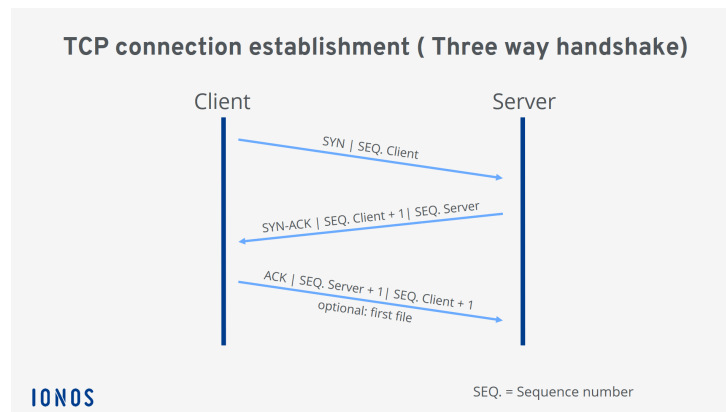 TCP connection establishment ( Three way handshake)
Client
Server
SYN | SEQ. Client
SYN-ACK | SEQ. Client + 1| SEQ. Server
ACK | SEQ. Server + 1| SEQ. Client + 1
optional: first file
IONOS
SEQ. = Sequence number